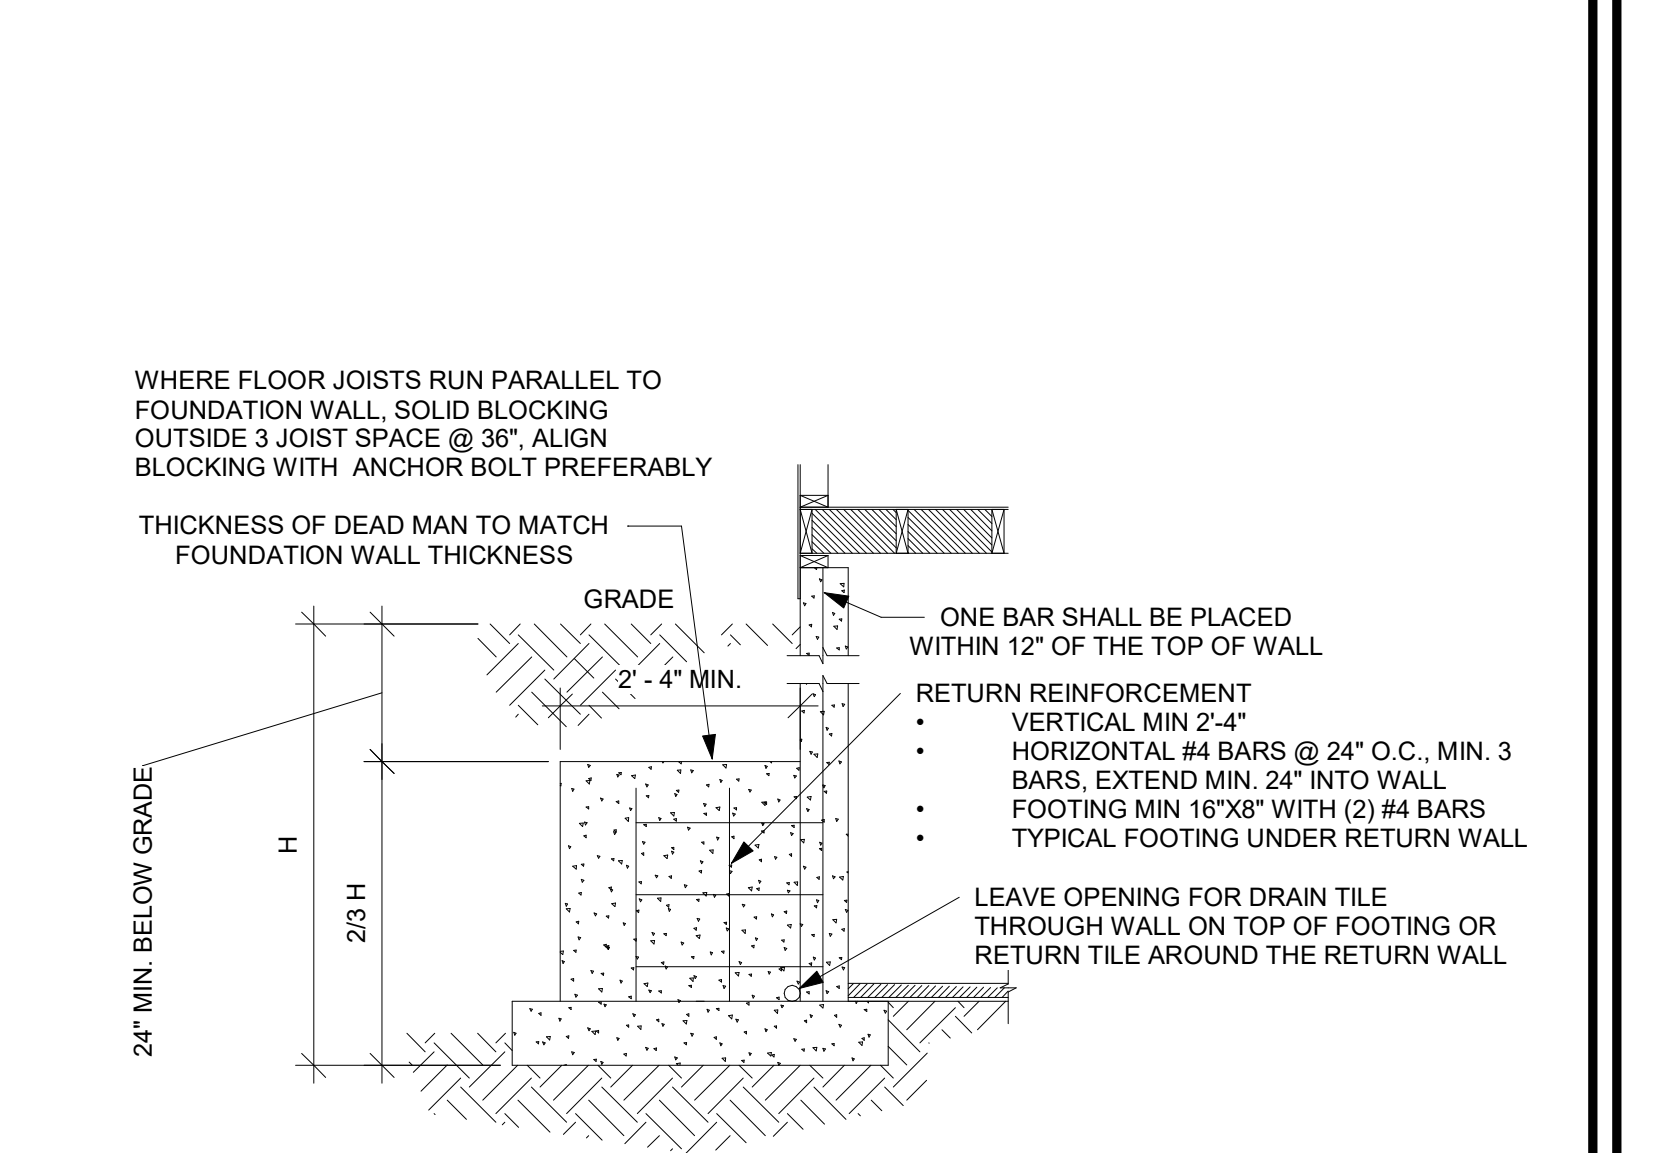 WHERE FLOOR JOISTS RUN PARALLEL TO
FOUNDATION WALL, SOLID BLOCKING
OUTSIDE 3 JOIST SPACE @ 36", ALIGN
BLOCKING WITH ANCHOR BOLT PREFERABLY
THICKNESS OF DEAD MAN TO MATCH
FOUNDATION WALL THICKNESS
GRADE
ONE BAR SHALL BE PLACED
WITHIN 12" OF THE TOP OF WALL
2' - 4" MIN.
RETURN REINFORCEMENT
• VERTICAL MIN 2'-4"
• HORIZONTAL #4 BARS @ 24" O.C., MIN. 3
BARS, EXTEND MIN. 24" INTO WALL
• FOOTING MIN 16"X8" WITH (2) #4 BARS
• TYPICAL FOOTING UNDER RETURN WALL
24" MIN. BELOW GRADE
H
2/3 H
LEAVE OPENING FOR DRAIN TILE
THROUGH WALL ON TOP OF FOOTING OR
RETURN TILE AROUND THE RETURN WALL